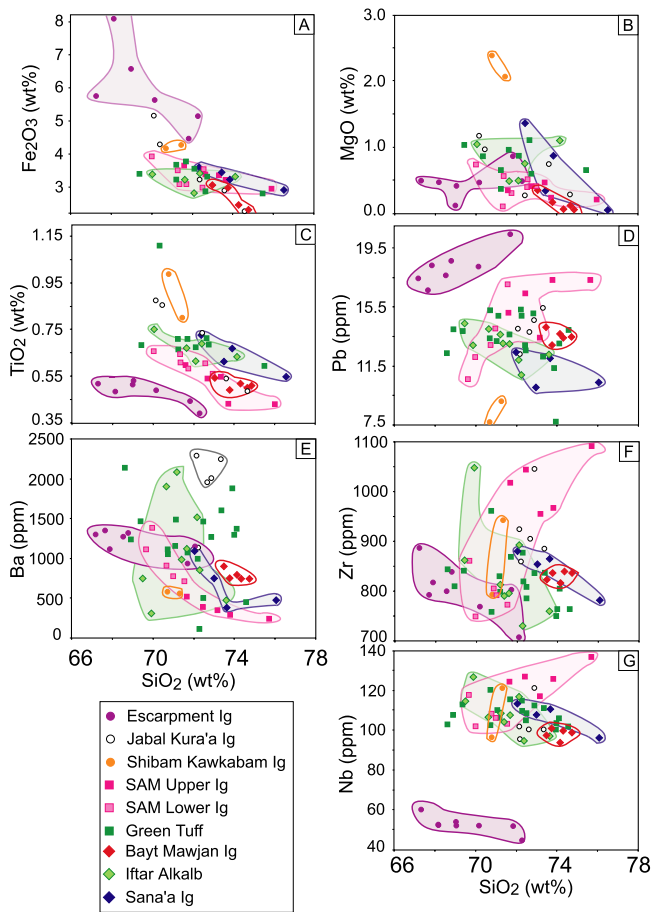 A
8
7
6
5
4
3
Fe2O3 (wt%)
B
3.0
2.0
1.0
0.0
MgO (wt%)
C
1.15
0.95
0.75
0.55
0.35
TiO2 (wt%)
D
19.5
15.5
11.5
7.5
Pb (ppm)
E
2500
2000
1500
1000
500
0
Ba (ppm)
66 70 74 78
SiO2 (wt%)
F
1100
1000
900
800
700
Zr (ppm)
G
140
120
100
80
60
40
Nb (ppm)
66 70 74 78
SiO2 (wt%)
Escarpment Ig
Jabal Kura'a Ig
Shibam Kawkabam Ig
SAM Upper Ig
SAM Lower Ig
Green Tuff
Bayt Mawjan Ig
Iftar Alkalb
Sana'a Ig